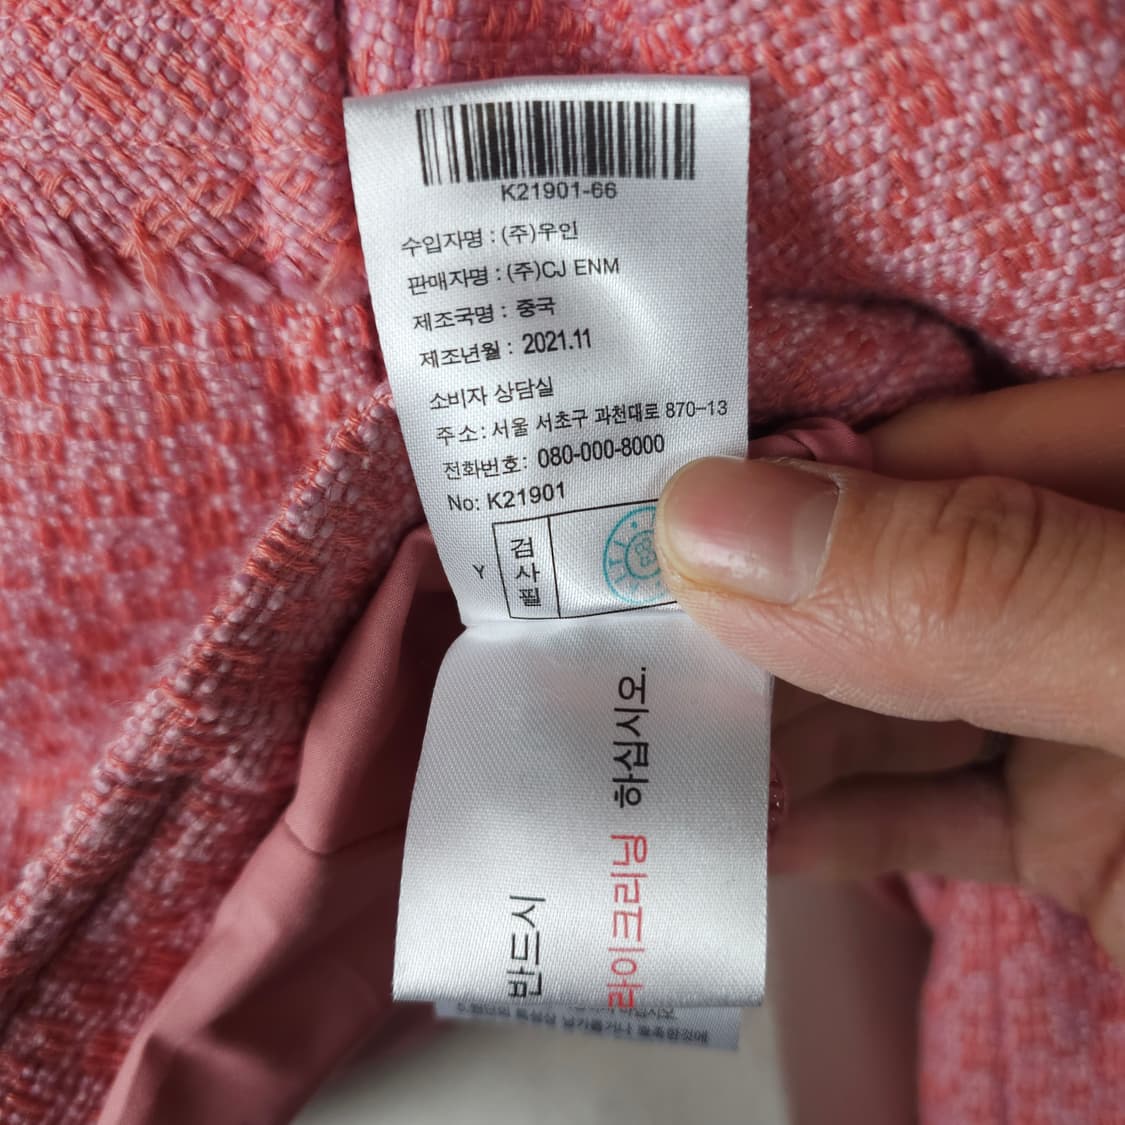 K21901-66
수입자명 : (주)우인
판매자명 : (주)CJ ENM
제조국명 : 중국
제조년월 : 2021.11
소비자 상담실
주소: 서울 서초구 과천대로 870-13
전화번호: 080-000-8000
No: K21901
Y
검사필
반드시
라이크리닝 하십시오.